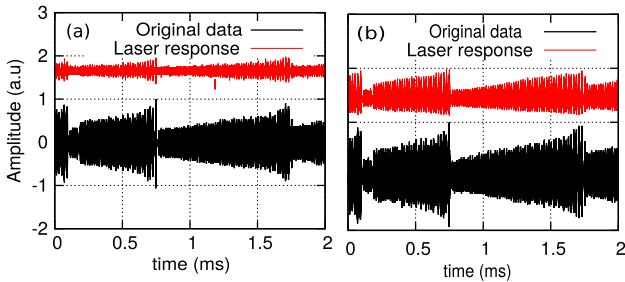 (a) Original data
Laser response
3
2
1
0
-1
-2
Amplitude (a.u)
0 0.5 1 1.5 2
time (ms)
(b) Original data
Laser response
0 0.5 1 1.5 2
time (ms)